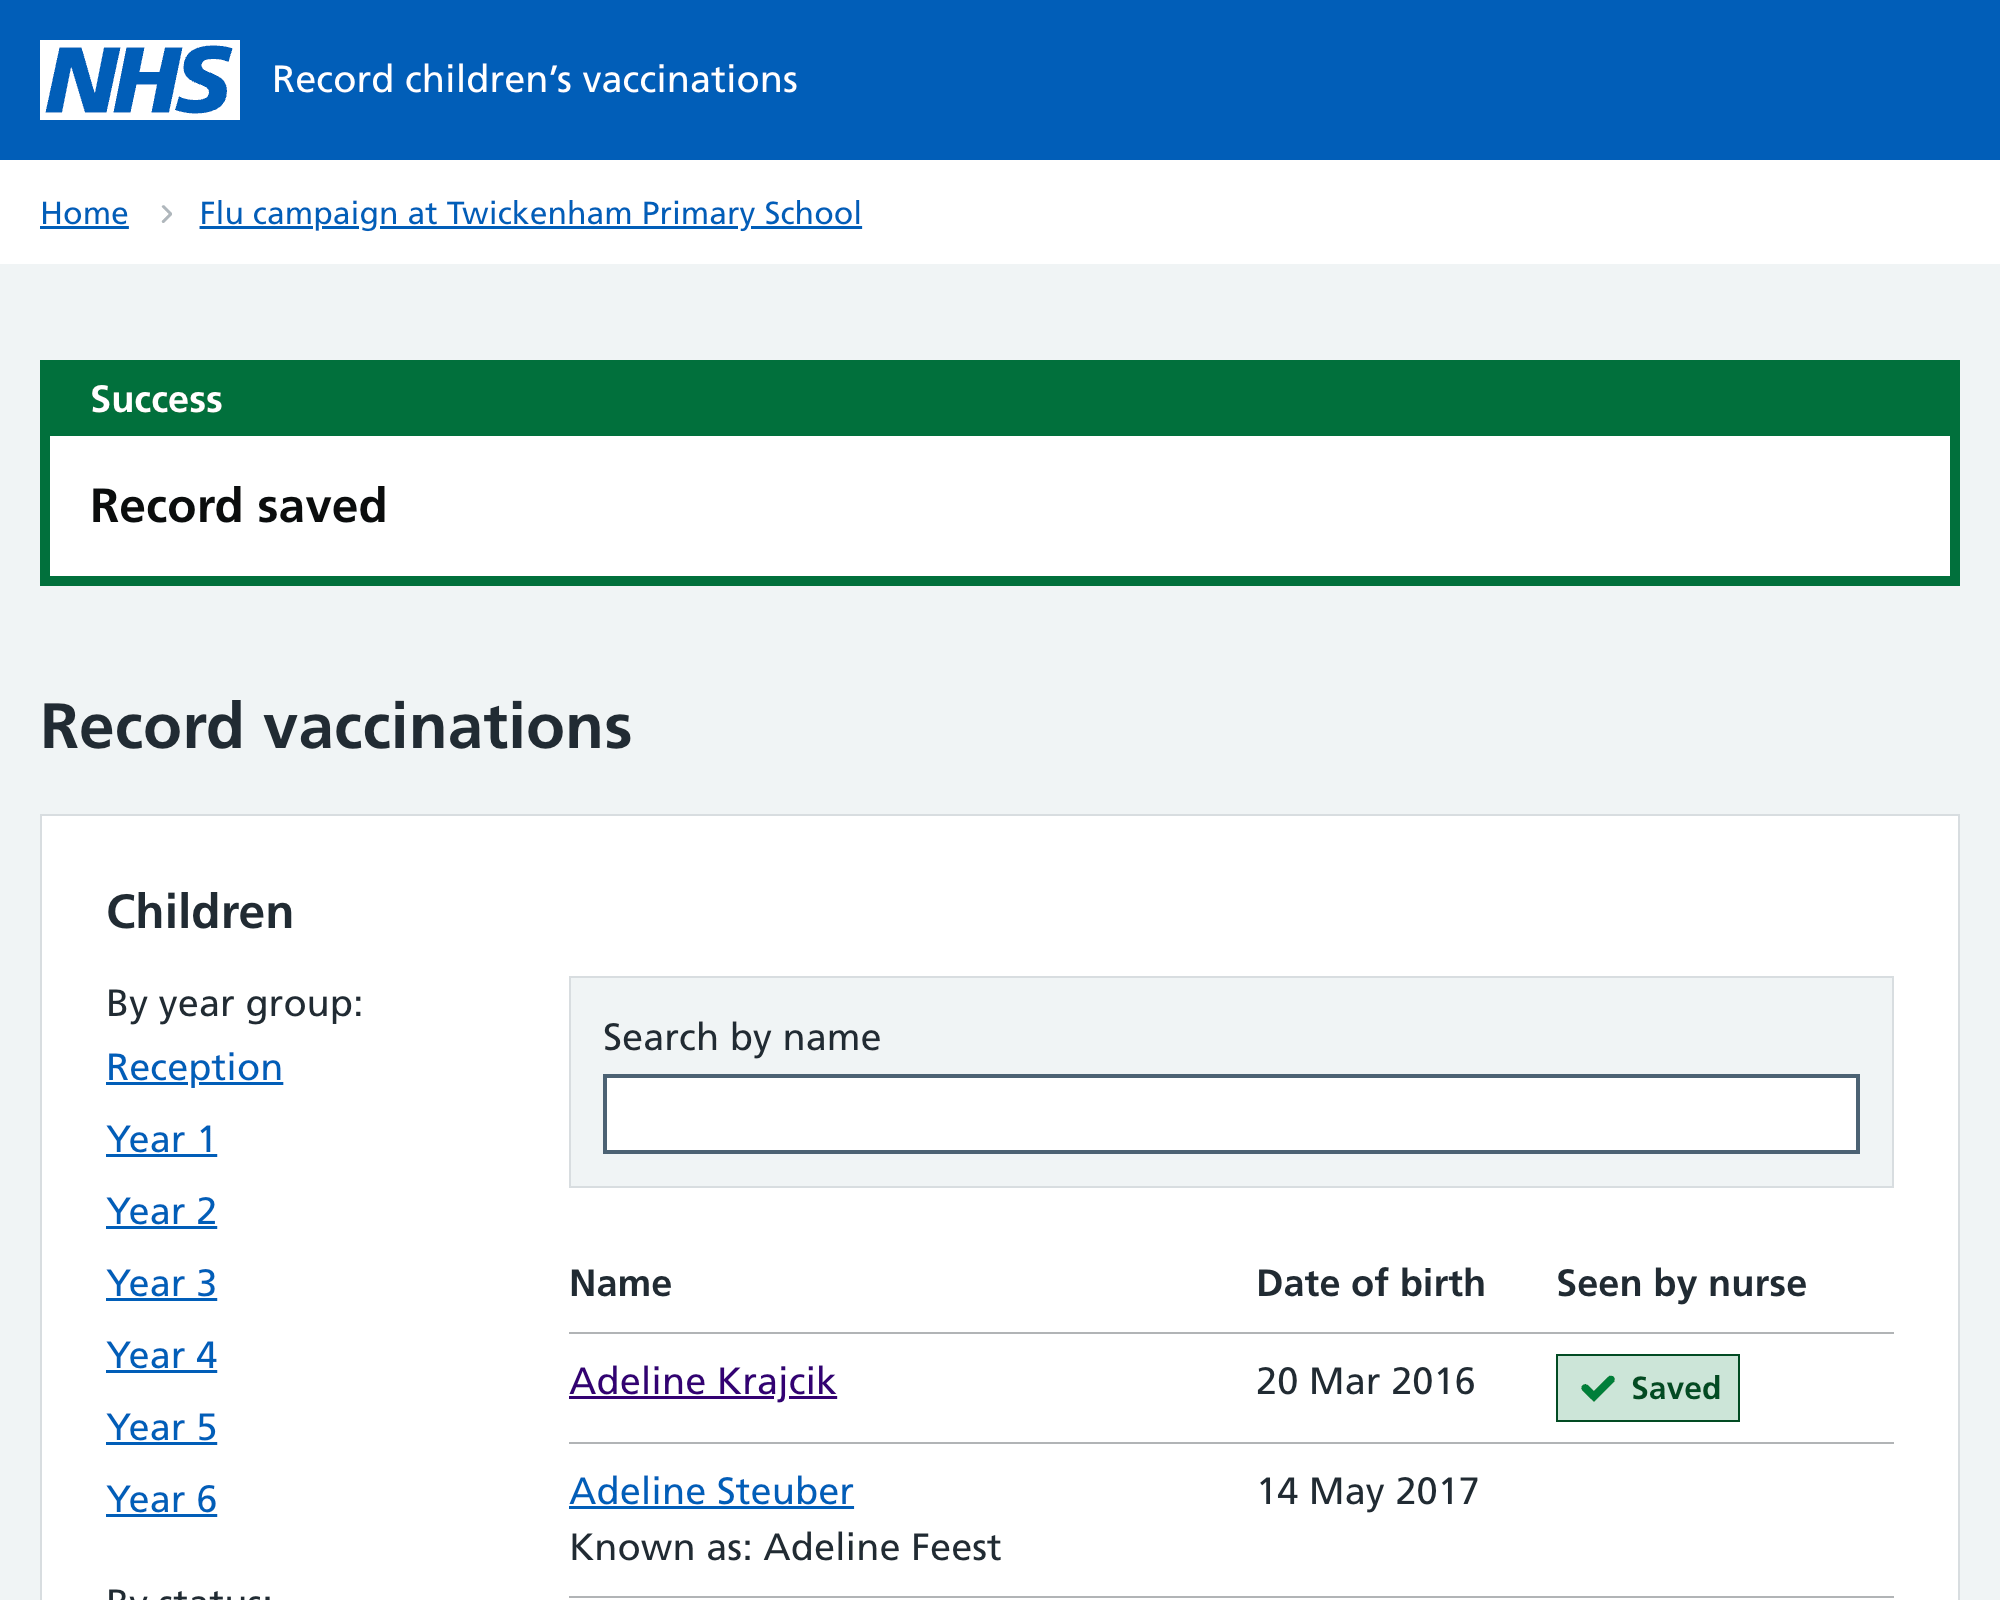 NHS Record children's vaccinations
Home Flu campaign at Twickenham Primary School
Success
Record saved
Record vaccinations
Children
By year group:
Reception
Year 1
Year 2
Year 3
Year 4
Year 5
Year 6
By status:
Search by name
Name Date of birth Seen by nurse
Adeline Krajcik 20 Mar 2016 Saved
Adeline Steuber 14 May 2017
Known as: Adeline Feest